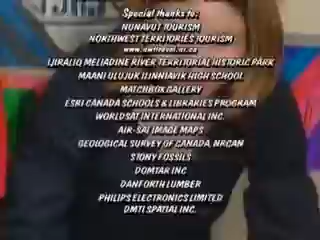 Special thanks to:
NUNAVUT TOURISM
NORTHWEST TERRITORIES TOURISM
www.nwttravel.nt.ca
IJIRALIQ MELIADINE RIVER TERRITORIAL HISTORIC PARK
MAANI ULUJUK ILINNIAVIK HIGH SCHOOL
MATCHBOX GALLERY
ESRI CANADA SCHOOLS & LIBRARIES PROGRAM
WORLDSAT INTERNATIONAL INC.
AIR-SAT IMAGE MAPS
GEOLOGICAL SURVEY OF CANADA, NRCAN
STONY FOSSILS
DOMTAR INC
DANFORTH LUMBER
PHILIPS ELECTRONICS LIMITED
DMTI SPATIAL INC.